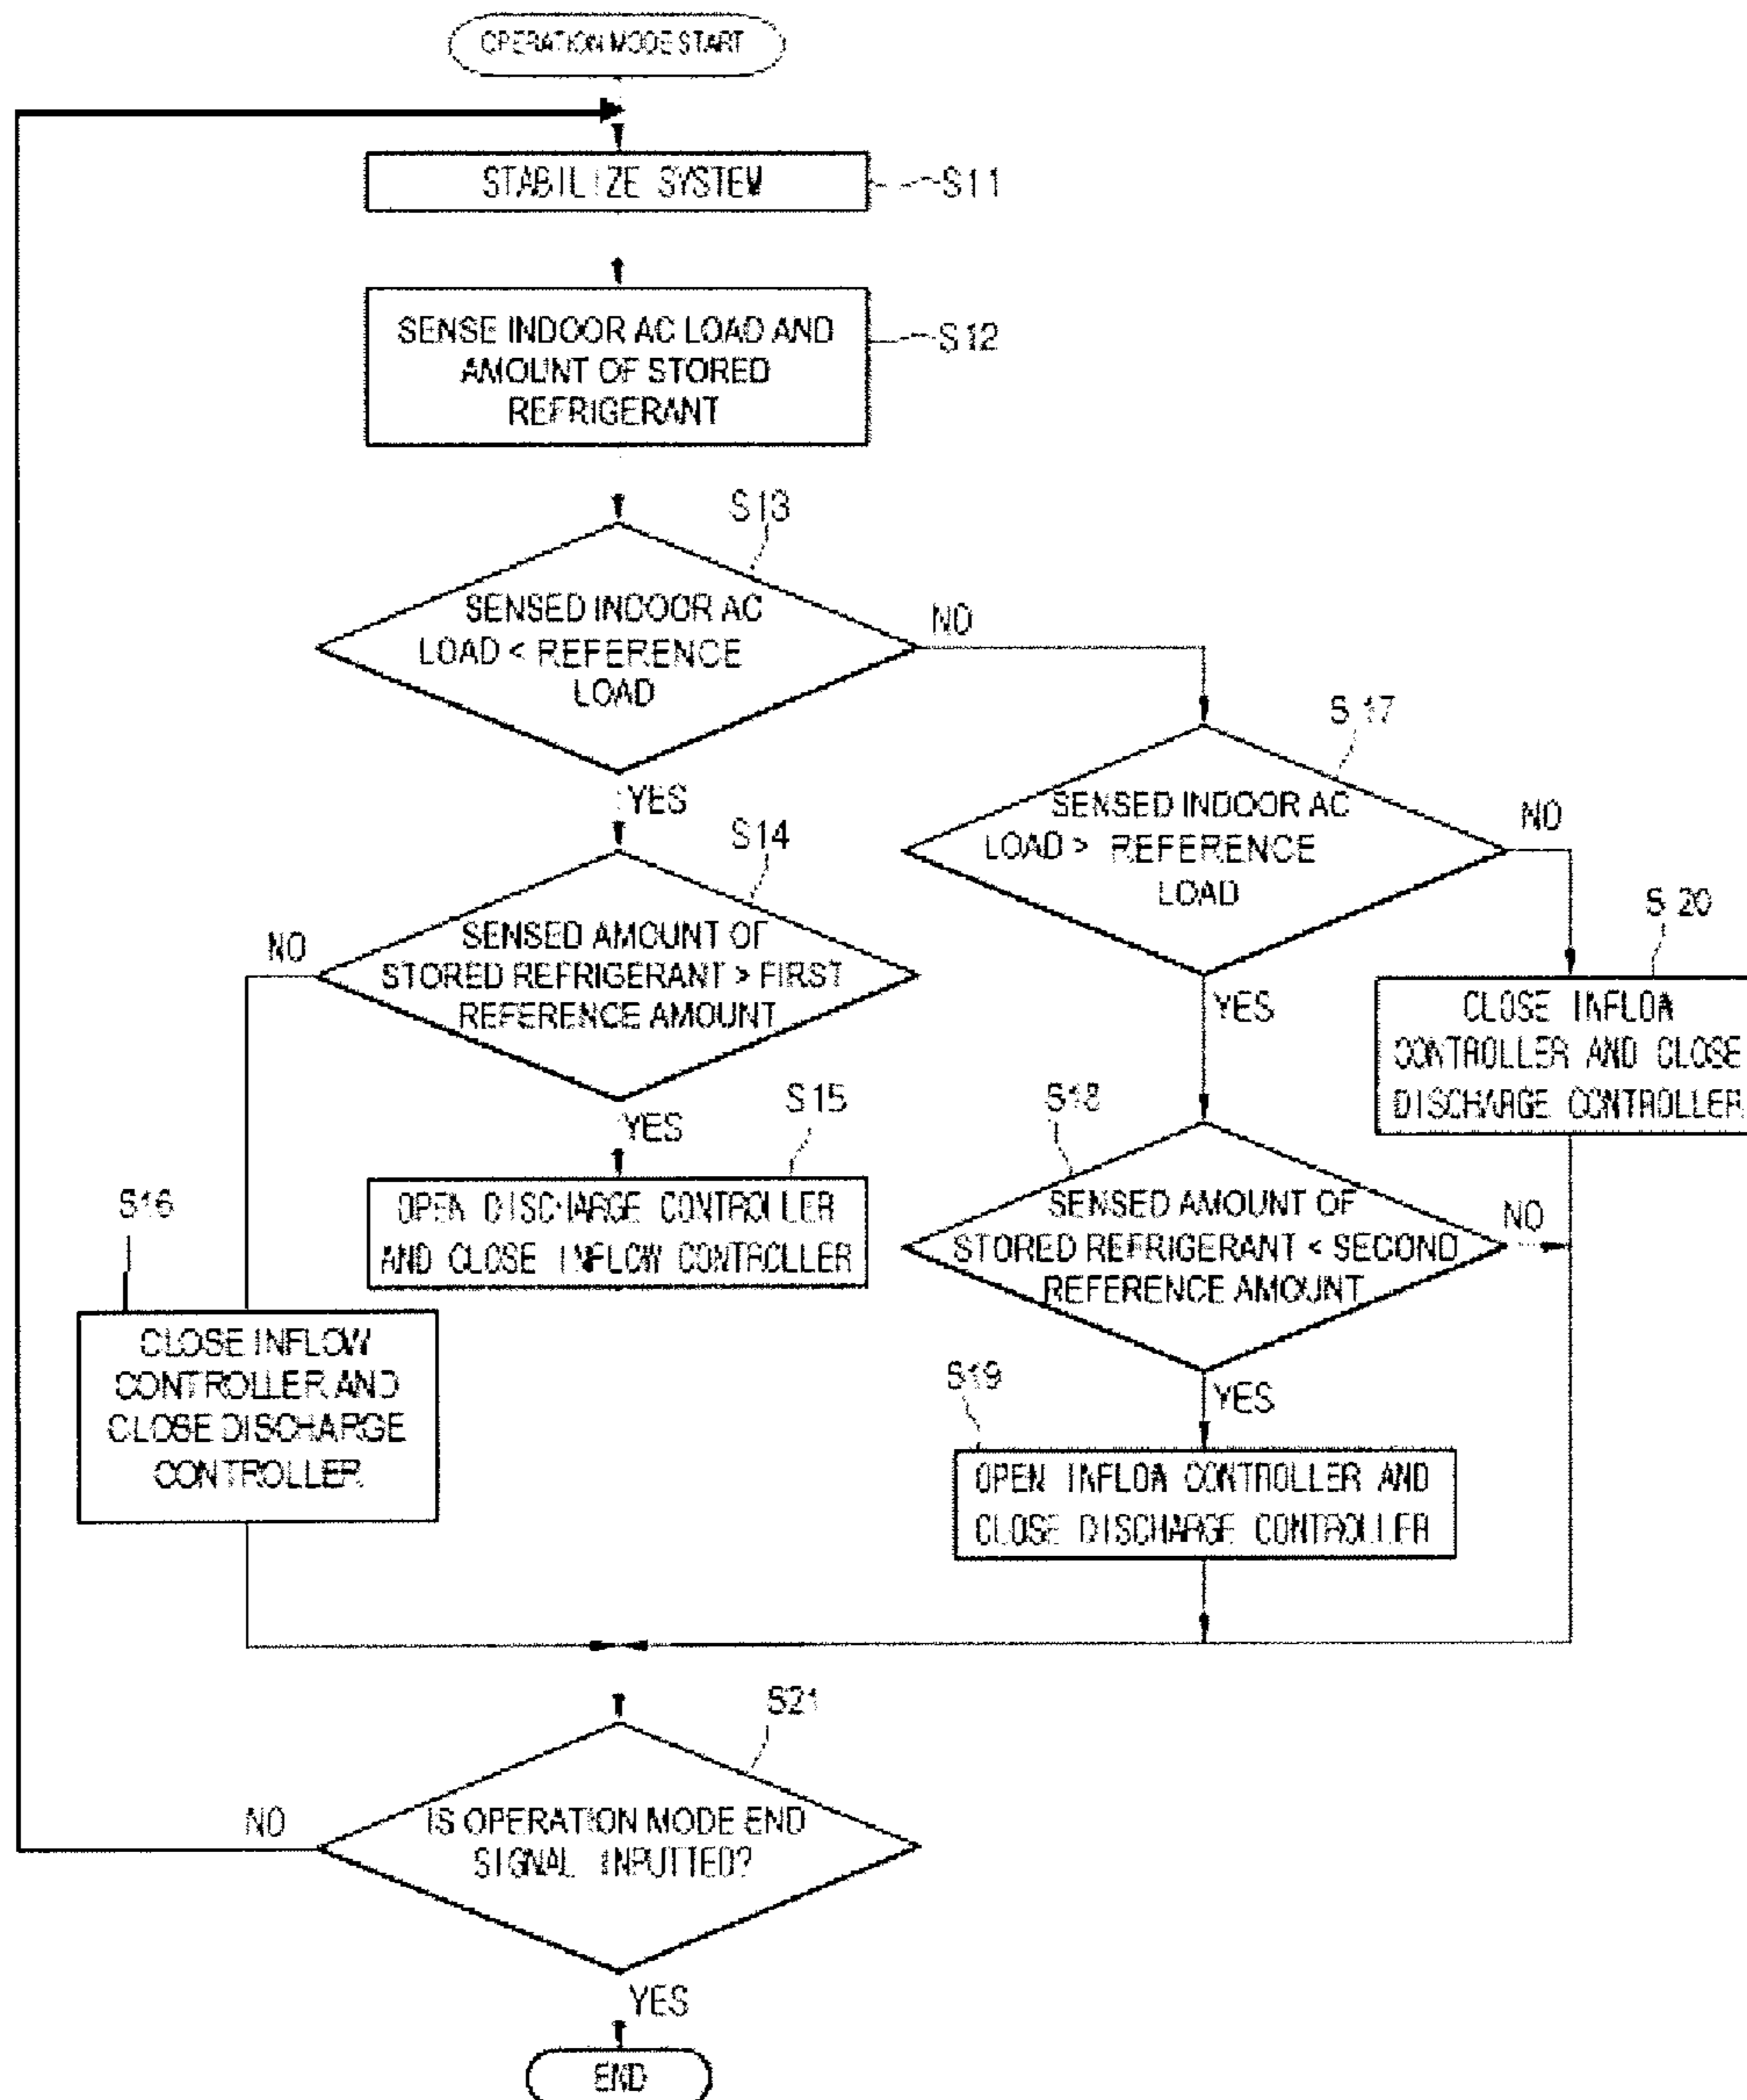 OPERATION MODE START
STABILIZE SYSTEM
S11
SENSE INDOOR AC LOAD AND
AMOUNT OF STORED
REFRIGERANT
S12
S13
SENSED INDOOR AC
LOAD < REFERENCE
LOAD
NO
YES
S17
SENSED INDOOR AC
LOAD > REFERENCE
LOAD
NO
YES
S14
SENSED AMOUNT OF
STORED REFRIGERANT > FIRST
REFERENCE AMOUNT
NO
YES
S20
CLOSE INFLOW
CONTROLLER AND CLOSE
DISCHARGE CONTROLLER
S15
OPEN DISCHARGE CONTROLLER
AND CLOSE INFLOW CONTROLLER
S18
SENSED AMOUNT OF
STORED REFRIGERANT < SECOND
REFERENCE AMOUNT
NO
YES
S16
CLOSE INFLOW
CONTROLLER AND
CLOSE DISCHARGE
CONTROLLER
S19
OPEN INFLOW CONTROLLER AND
CLOSE DISCHARGE CONTROLLER
S21
IS OPERATION MODE END
SIGNAL INPUTTED?
NO
YES
END